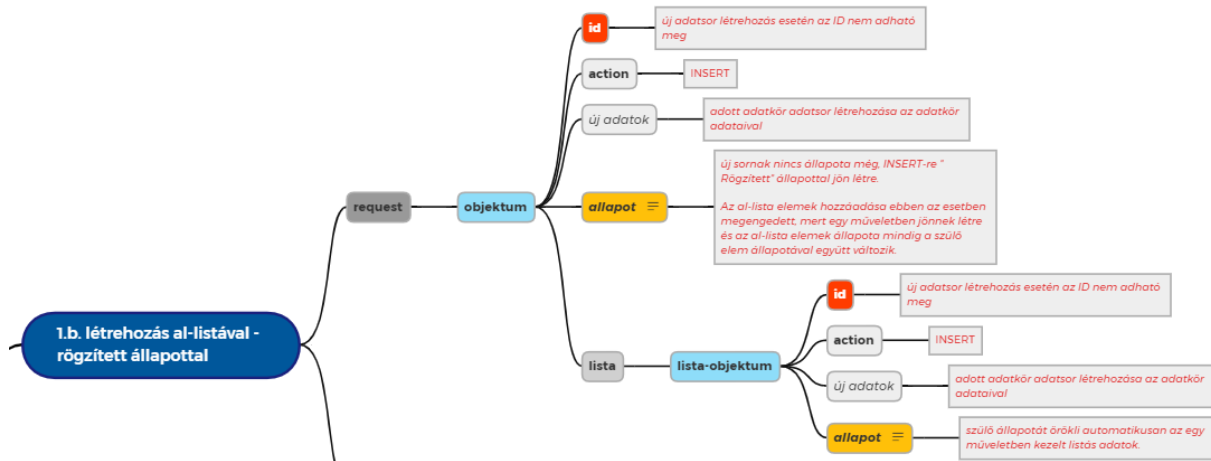 id
új adatsor létrehozás esetén az ID nem adható
meg
action
INSERT
új adatok
adott adatkör adatsor létrehozása az adatkör
adataival
request
objektum
allapot
új sornak nincs állapota még, INSERT-re "
Rögzített" állapottal jön létre.
Az al-lista elemek hozzáadása ebben az esetben
megengedett, mert egy műveletben jönnek létre
és az al-lista elemek állapota mindig a szülő
elem állapotával együtt változik.
1.b. létrehozás al-listával -
rögzített állapottal
lista
lista-objektum
id
új adatsor létrehozás esetén az ID nem adható
meg
action
INSERT
új adatok
adott adatkör adatsor létrehozása az adatkör
adataival
allapot
szülő állapotát örökli automatikusan az egy
műveletben kezelt listás adatok.